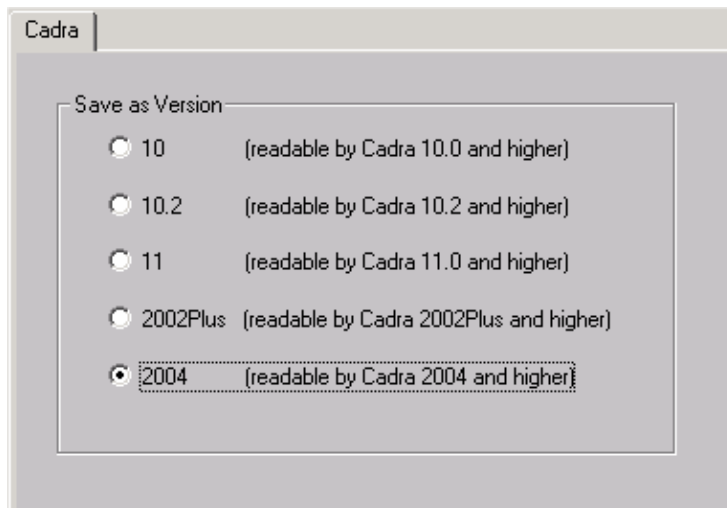 Cadra
Save as Version
10 (readable by Cadra 10.0 and higher)
10.2 (readable by Cadra 10.2 and higher)
11 (readable by Cadra 11.0 and higher)
2002Plus (readable by Cadra 2002Plus and higher)
2004 (readable by Cadra 2004 and higher)